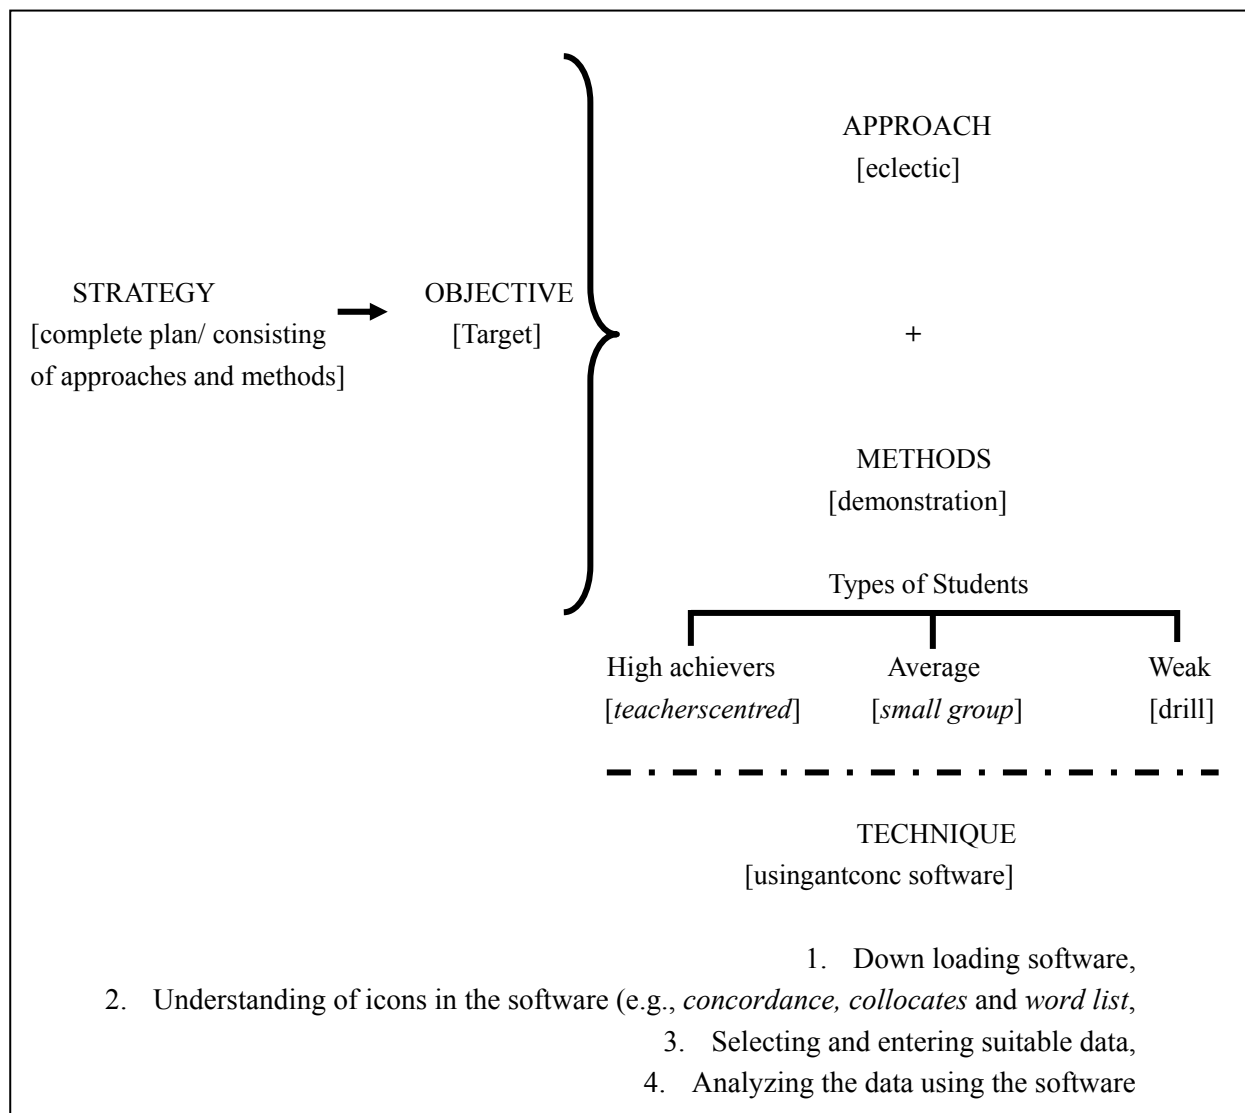 APPROACH
[eclectic]
STRATEGY
[complete plan/ consisting
of approaches and methods]
OBJECTIVE
[Target]
+
METHODS
[demonstration]
Types of Students
High achievers
[teacherscentred]
Average
[small group]
Weak
[drill]
TECHNIQUE
[usingantconc software]
1. Down loading software,
2. Understanding of icons in the software (e.g., concordance, collocates and word list,
3. Selecting and entering suitable data,
4. Analyzing the data using the software